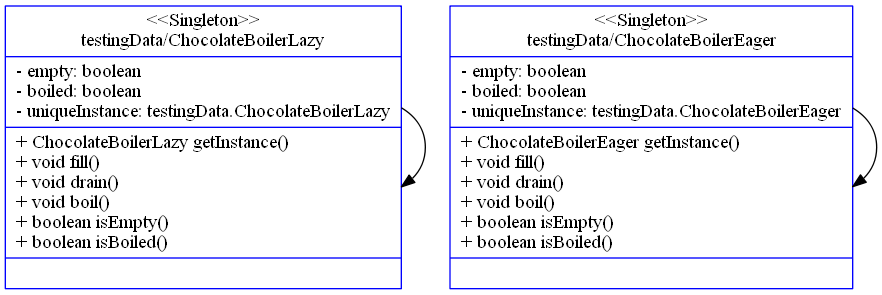 <<Singleton>>
testingData/ChocolateBoilerLazy
- empty: boolean
- boiled: boolean
- uniqueInstance: testingData.ChocolateBoilerLazy
+ ChocolateBoilerLazy getInstance()
+ void fill()
+ void drain()
+ void boil()
+ boolean isEmpty()
+ boolean isBoiled()
<<Singleton>>
testingData/ChocolateBoilerEager
- empty: boolean
- boiled: boolean
- uniqueInstance: testingData.ChocolateBoilerEager
+ ChocolateBoilerEager getInstance()
+ void fill()
+ void drain()
+ void boil()
+ boolean isEmpty()
+ boolean isBoiled()